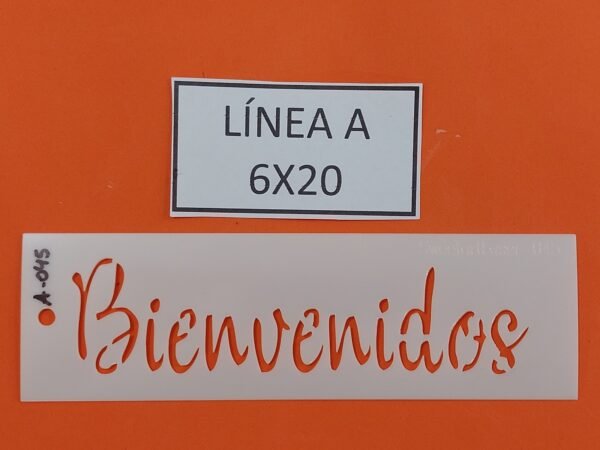 LÍNEA A
6X20
A-045
Bienvenidos